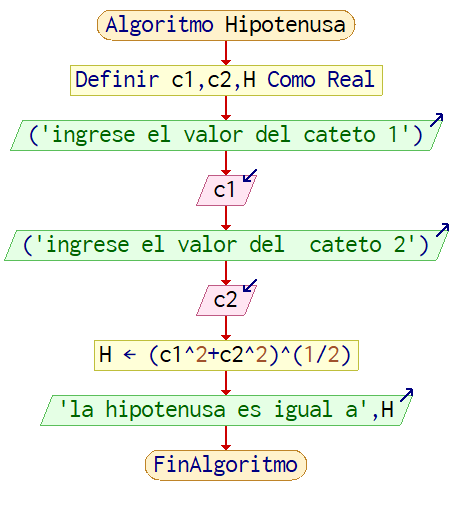 Algoritmo Hipotenusa
Definir c1,c2,H Como Real
('ingrese el valor del cateto 1')
c1
('ingrese el valor del  cateto 2')
c2
H ← (c1^2+c2^2)^(1/2)
'la hipotenusa es igual a',H
FinAlgoritmo